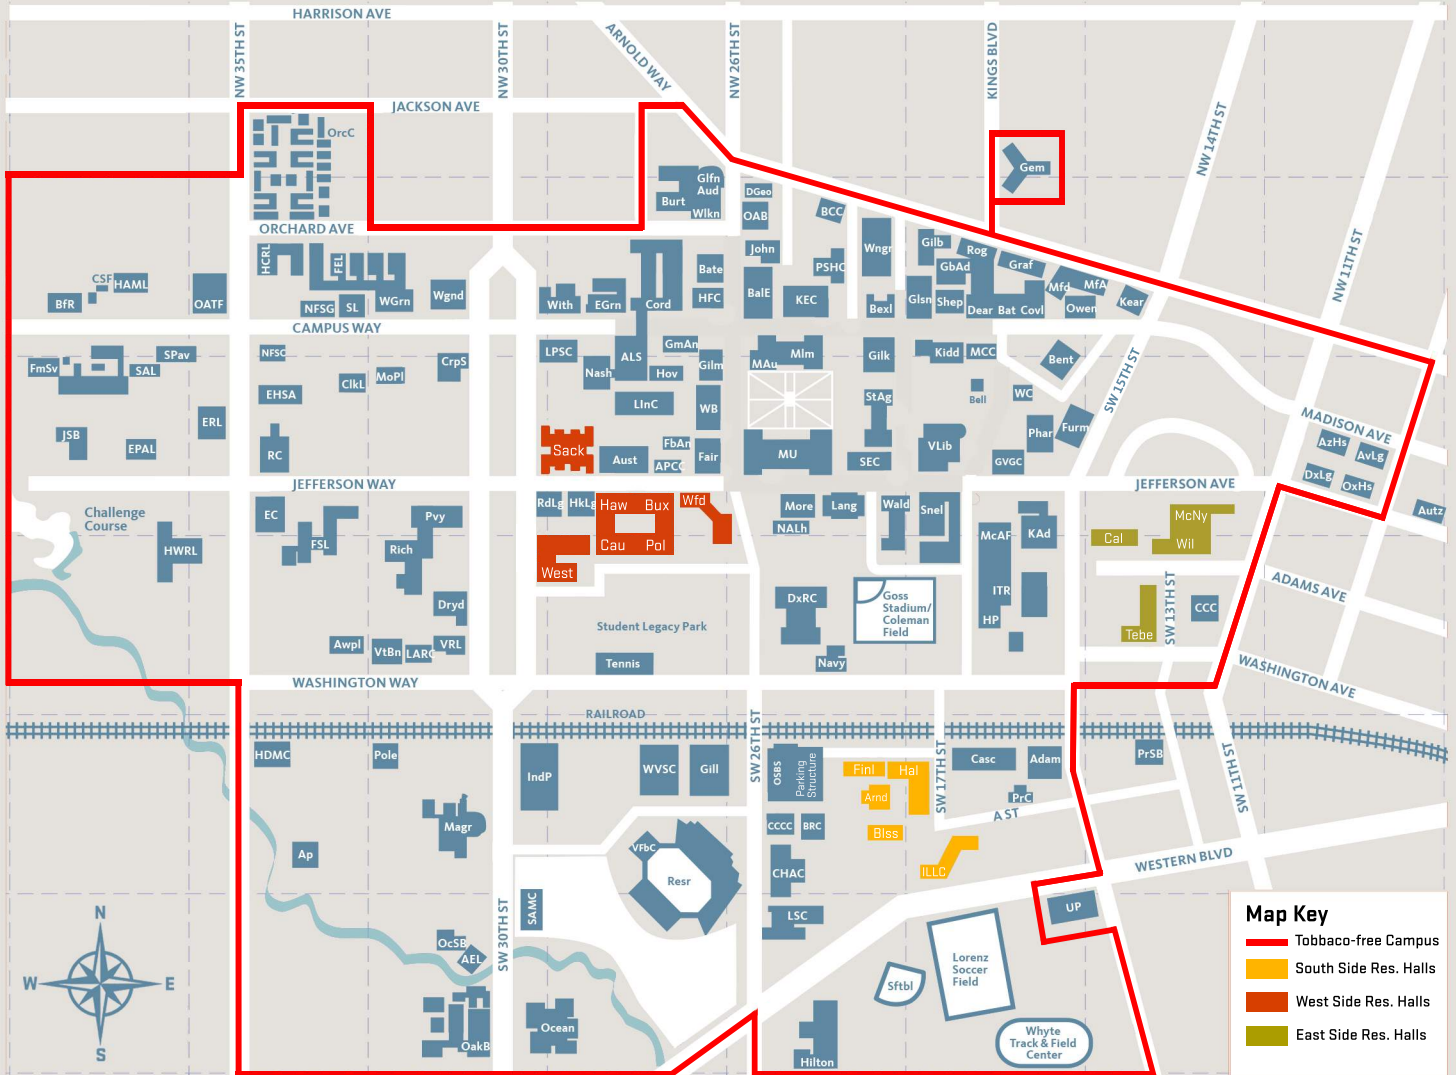 HARRISON AVE
NW 35TH ST
NW 30TH ST
ARNOLD WAY
NW 26TH ST
KINGS BLVD
NW 14TH ST
NW 11TH ST
JACKSON AVE
OrcC
Gem
Glfn
Aud
Burt
Wlkn
DGeo
OAB
BCC
ORCHARD AVE
HCRL
FEL
John
Wngr
Gilb
Rog
GbAd
Graf
PSHC
Bate
BalE
KEC
HFC
Mfd
MfA
Owen
Kear
CSF
HAML
BfR
OATF
NFSG
SL
WGrn
Wgnd
With
EGrn
Cord
Bexl
Glsn
Shep
Dear
Bat
Covl
CAMPUS WAY
FmSv
SPav
SAL
NFSC
EHSA
ClkL
MoPl
CrpS
LPSC
ALS
GmAn
Nash
Hov
Gilm
MAu
Mlm
Gilk
Kidd
MCC
Bent
SW 15TH ST
ERL
JSB
EPAL
RC
LInC
WB
StAg
Bell
WC
Sack
Aust
FbAn
APCC
Fair
MU
SEC
VLib
Phar
Furm
GVGC
MADISON AVE
AzHs
AvLg
DxLg
OxHs
JEFFERSON WAY
JEFFERSON AVE
Challenge
Course
EC
FSL
Pvy
Rich
HWRL
RdLg
HkLg
Haw
Bux
Cau
Pol
Wfd
West
More
NALh
Lang
Wald
Snel
McAF
KAd
Cal
McNy
Wil
Autz
ITR
HP
DxRC
Goss
Stadium/
Coleman
Field
Tebe
SW 13TH ST
CCC
ADAMS AVE
Dryd
Awpl
VtBn
LARC
VRL
Student Legacy Park
Tennis
Navy
WASHINGTON WAY
WASHINGTON AVE
RAILROAD
SW 26TH ST
HDMC
Pole
IndP
WVSC
Gill
OSBS
Parking
Structure
Finl
Hal
Arnd
Blss
SW 17TH ST
Casc
Adam
PrC
PrSB
SW 11TH ST
A ST
Magr
Ap
VFbC
Resr
CCCC
BRC
CHAC
ILLC
WESTERN BLVD
SAMC
LSC
UP
SW 30TH ST
OcSB
AEL
OakB
Ocean
Sftbl
Lorenz
Soccer
Field
Hilton
Whyte
Track & Field
Center
N
W
E
S
Map Key
Tobbaco-free Campus
South Side Res. Halls
West Side Res. Halls
East Side Res. Halls